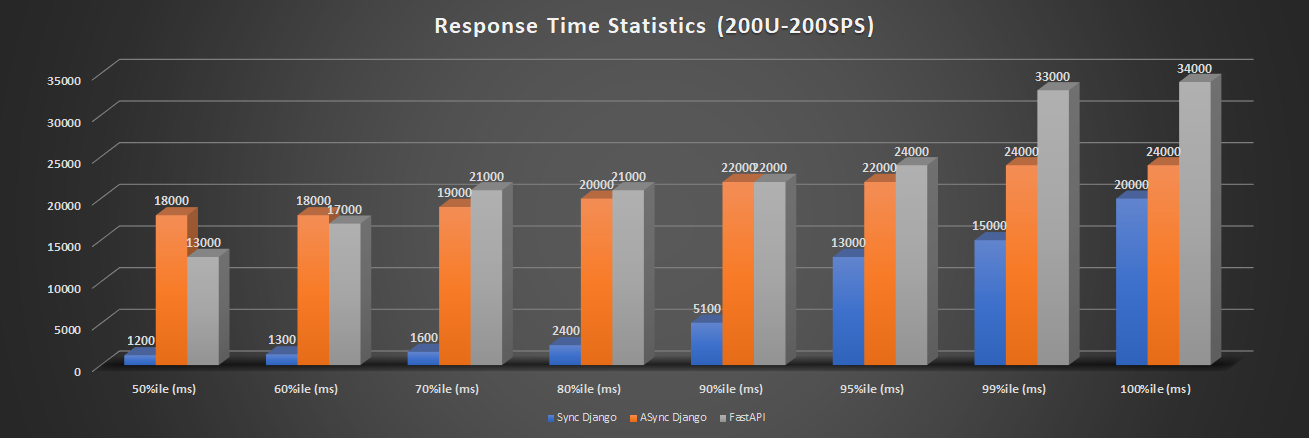 Response Time Statistics (200U-200SPS)
35000
30000
25000
20000
15000
10000
5000
0
1200 18000 13000
1300 18000 17000
1600 19000 21000
2400 20000 21000
5100 22000 22000
13000 22000 24000
15000 24000 33000
20000 24000 34000
50%ile (ms) 60%ile (ms) 70%ile (ms) 80%ile (ms) 90%ile (ms) 95%ile (ms) 99%ile (ms) 100%ile (ms)
Sync Django ASync Django FastAPI